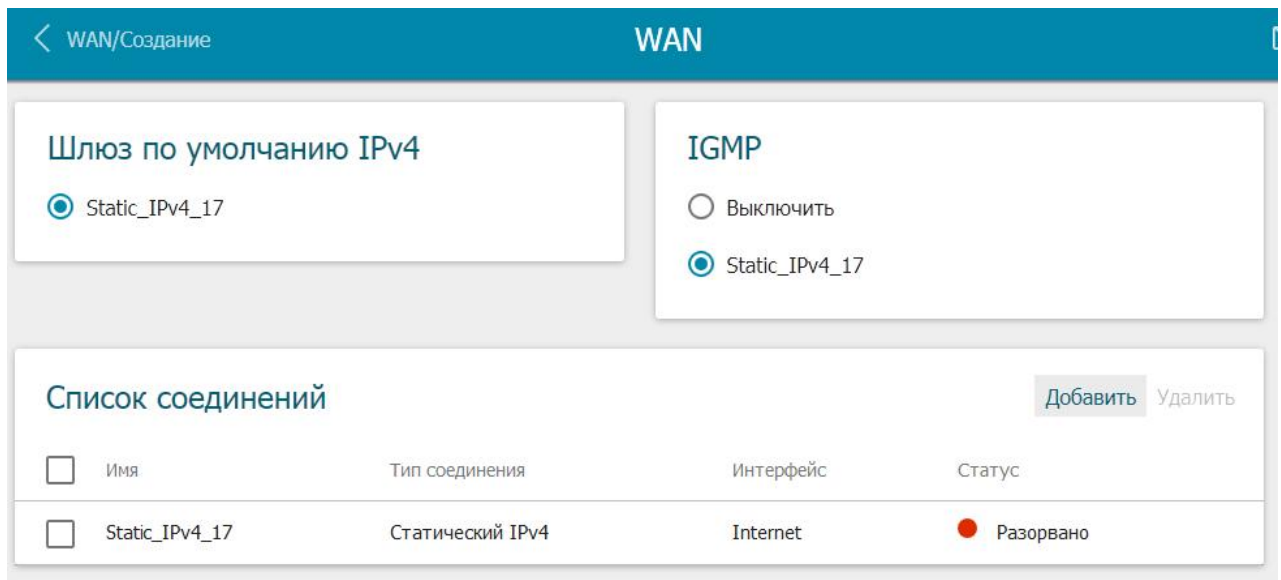 WAN/Создание
WAN
Шлюз по умолчанию IPv4
Static_IPv4_17
IGMP
Выключить
Static_IPv4_17
Список соединений
Добавить Удалить
Имя Тип соединения Интерфейс Статус
Static_IPv4_17 Статический IPv4 Internet Разорвано